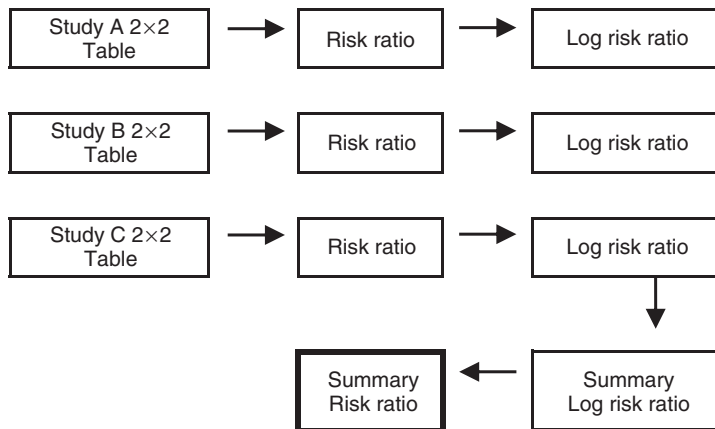 Study A 2×2
Table
Risk ratio
Log risk ratio
Study B 2×2
Table
Risk ratio
Log risk ratio
Study C 2×2
Table
Risk ratio
Log risk ratio
Summary
Risk ratio
Summary
Log risk ratio